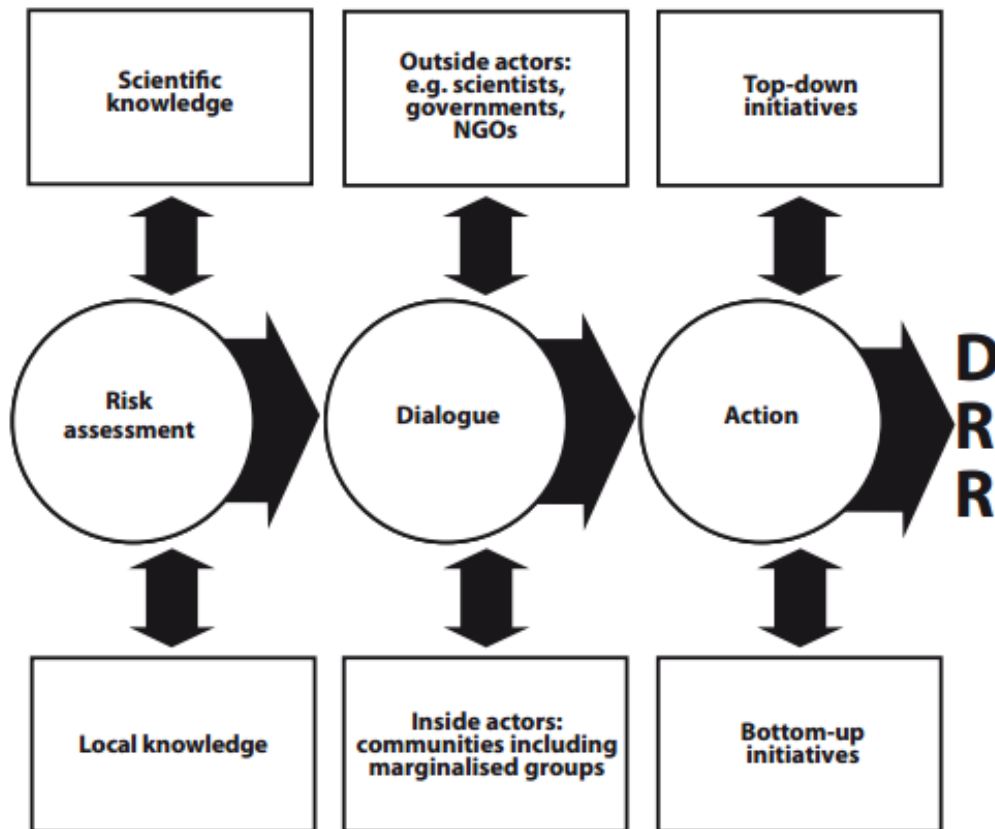 Scientific
knowledge
Outside actors:
e.g. scientists,
governments,
NGOs
Top-down
initiatives
Risk
assessment
Dialogue
Action
D
R
R
Local knowledge
Inside actors:
communities including
marginalised groups
Bottom-up
initiatives